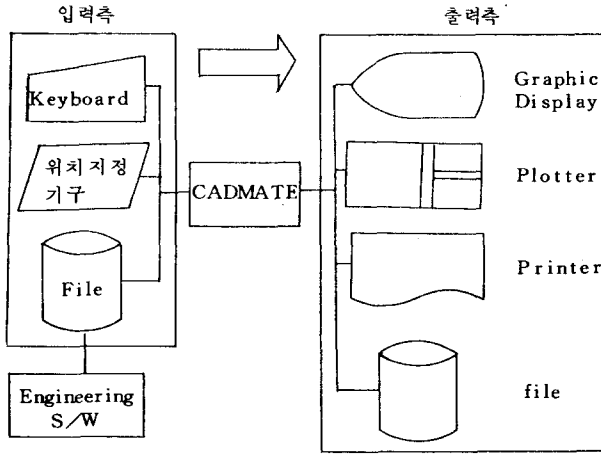 입력측
출력측
Keyboard
위치지정
기구
File
Engineering
S/W
CADMATE
Graphic
Display
Plotter
Printer
file